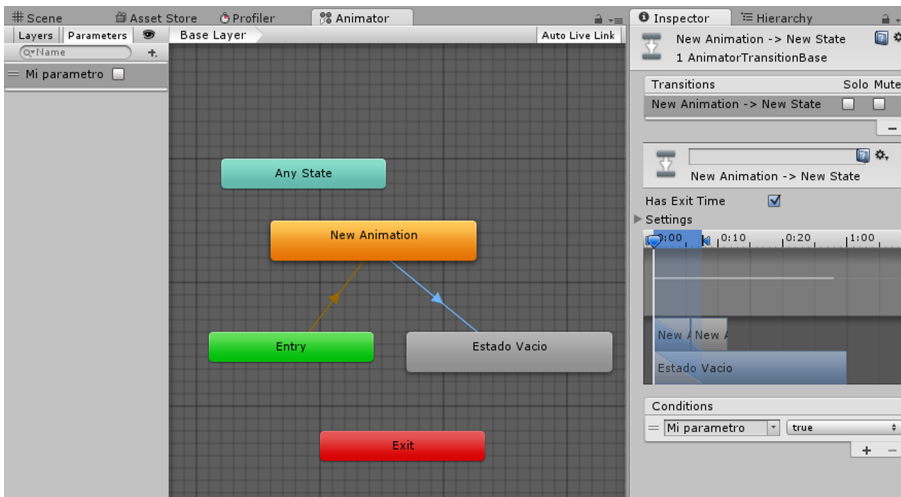 Scene Asset Store Profiler Animator Inspector Hierarchy
Layers Parameters Base Layer Auto Live Link
Name
Mi parametro
Any State
New Animation
Entry
Estado Vacio
Exit
New Animation -> New State
1 AnimatorTransitionBase
Transitions Solo Mute
New Animation -> New State
New Animation -> New State
Has Exit Time
Settings
0:00 0:10 0:20 1:00
New A New A
Estado Vacio
Conditions
Mi parametro true